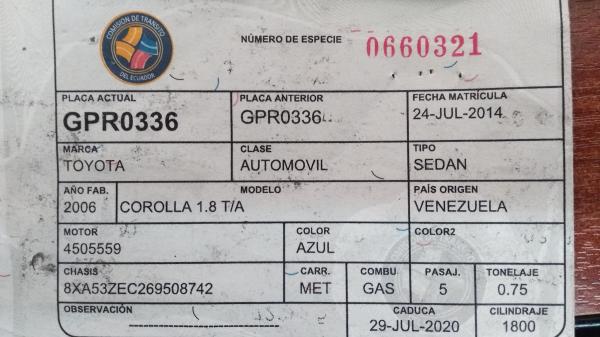 COMISIÓN DE TRÁNSITO
DEL ECUADOR
NÚMERO DE ESPECIE 0660321
PLACA ACTUAL PLACA ANTERIOR FECHA MATRÍCULA
GPR0336 GPR0336 24-JUL-2014
MARCA CLASE TIPO
TOYOTA AUTOMOVIL SEDAN
AÑO FAB. MODELO PAÍS ORIGEN
2006 COROLLA 1.8 T/A VENEZUELA
MOTOR COLOR COLOR2
4505559 AZUL
CHASIS CARR. COMBU PASAJ. TONELAJE
8XA53ZEC269508742 MET GAS 5 0.75
OBSERVACIÓN CADUCA CILINDRAJE
29-JUL-2020 1800